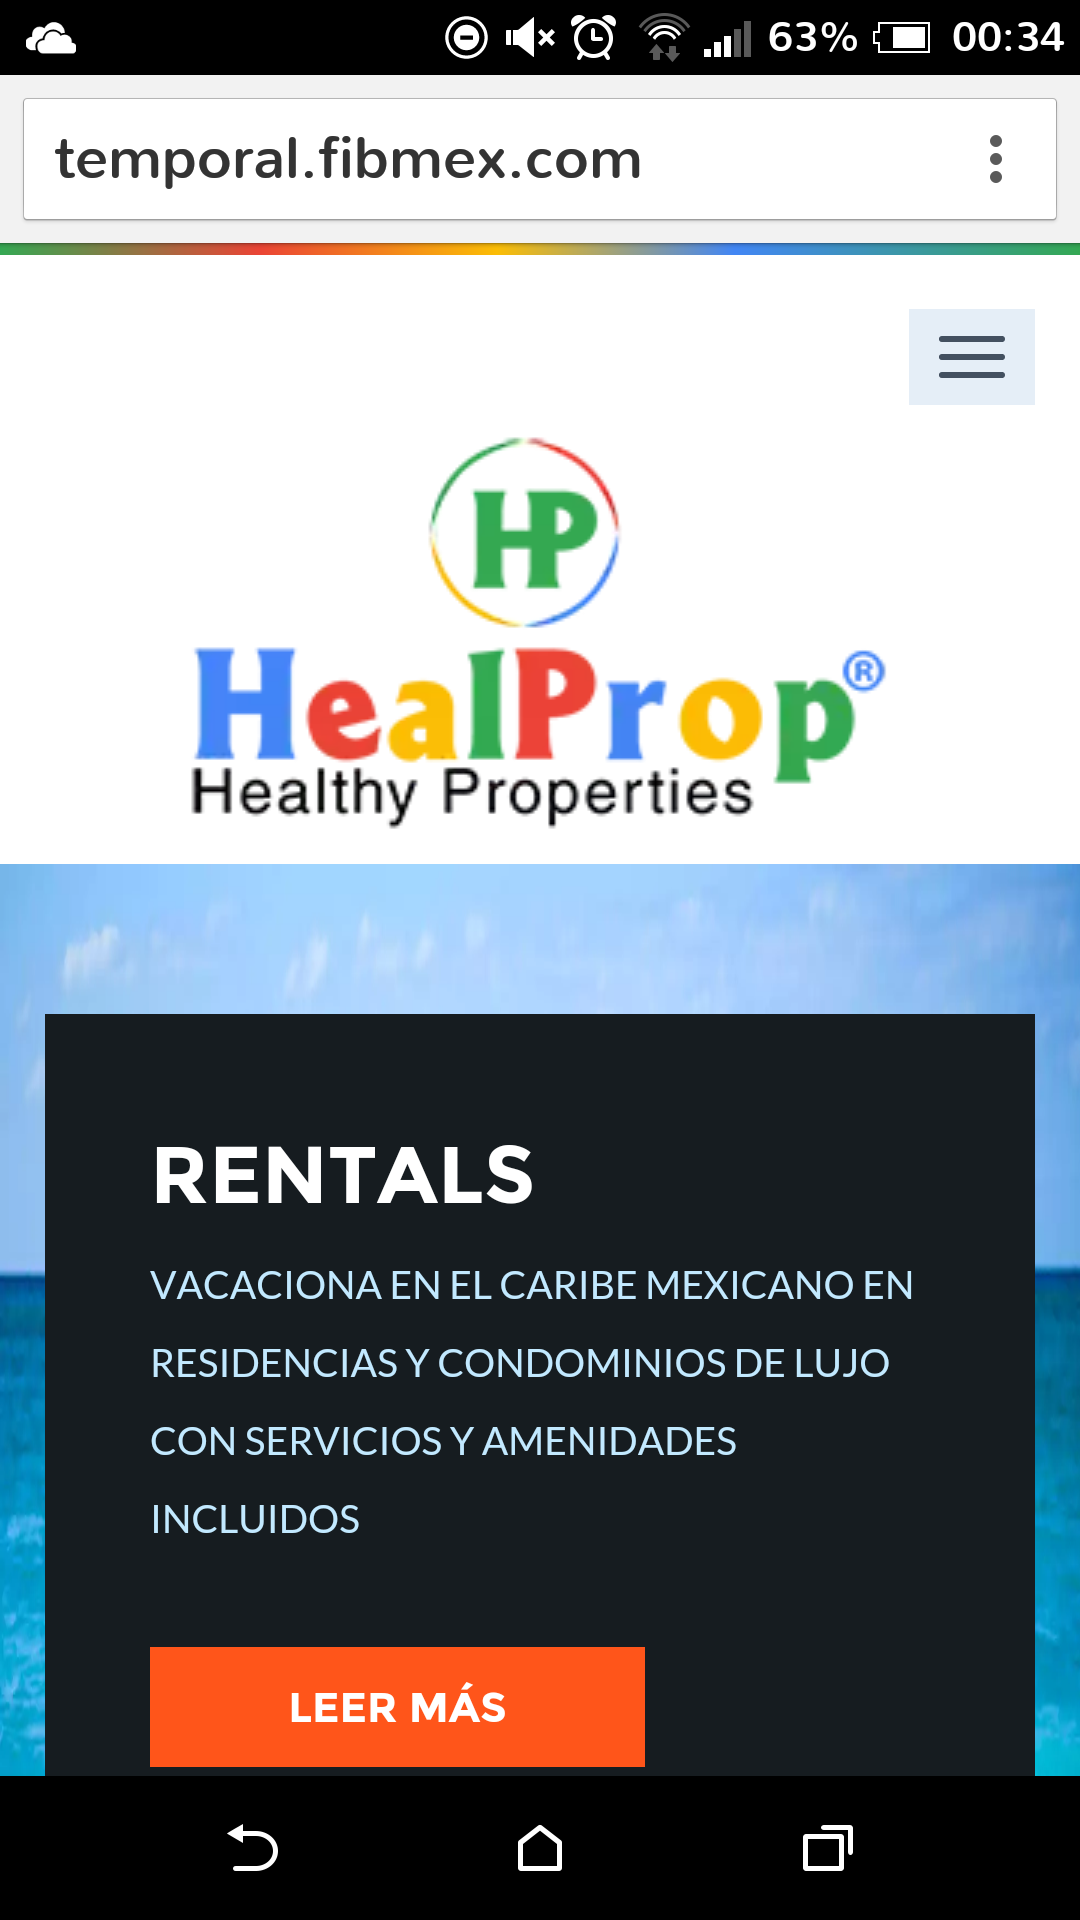 63% 00:34
temporal.fibmex.com
HP
HealProp®
Healthy Properties
RENTALS
VACACIONA EN EL CARIBE MEXICANO EN
RESIDENCIAS Y CONDOMINIOS DE LUJO
CON SERVICIOS Y AMENIDADES
INCLUIDOS
LEER MÁS